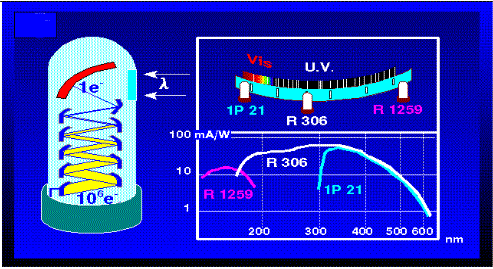 1e-
λ
10⁶e-
Vis
U.V.
1P 21
R 306
R 1259
100 mA/W
10
1
R 306
R 1259
1P 21
200
300
400
500
600
nm